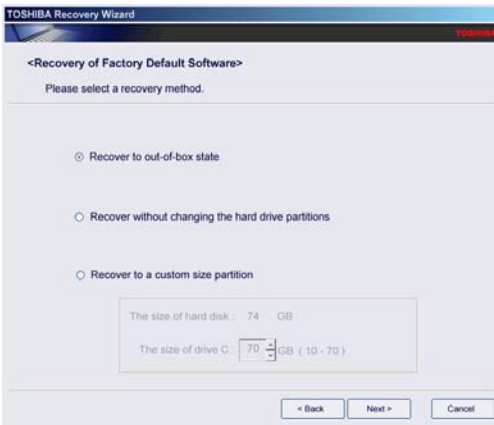 TOSHIBA Recovery Wizard
TOSHIBA
<Recovery of Factory Default Software>
Please select a recovery method.
Recover to out-of-box state
Recover without changing the hard drive partitions
Recover to a custom size partition
The size of hard disk : 74 GB
The size of drive C : 70 GB ( 10 - 70 )
< Back Next > Cancel